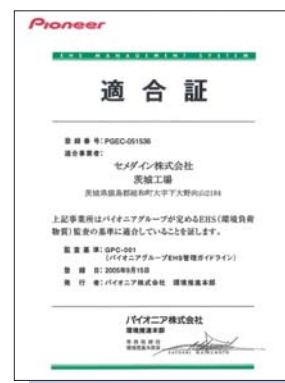 Pioneer
EHS MANAGEMENT SYSTEM
適合証
登録番号：PGEC-051536
適合事業者：
セメダイン株式会社
茨城工場
茨城県猿島郡総和町大字下大野向山2184
上記事業所はパイオニアグループが定めるEHS（環境負荷
物質）監査の基準に適合していることを証します。
監査基準：GPC-001
（パイオニアグループEHS管理ガイドライン）
登録日：2005年9月15日
発行者：パイオニア株式会社 環境推進本部
パイオニア株式会社
環境推進本部